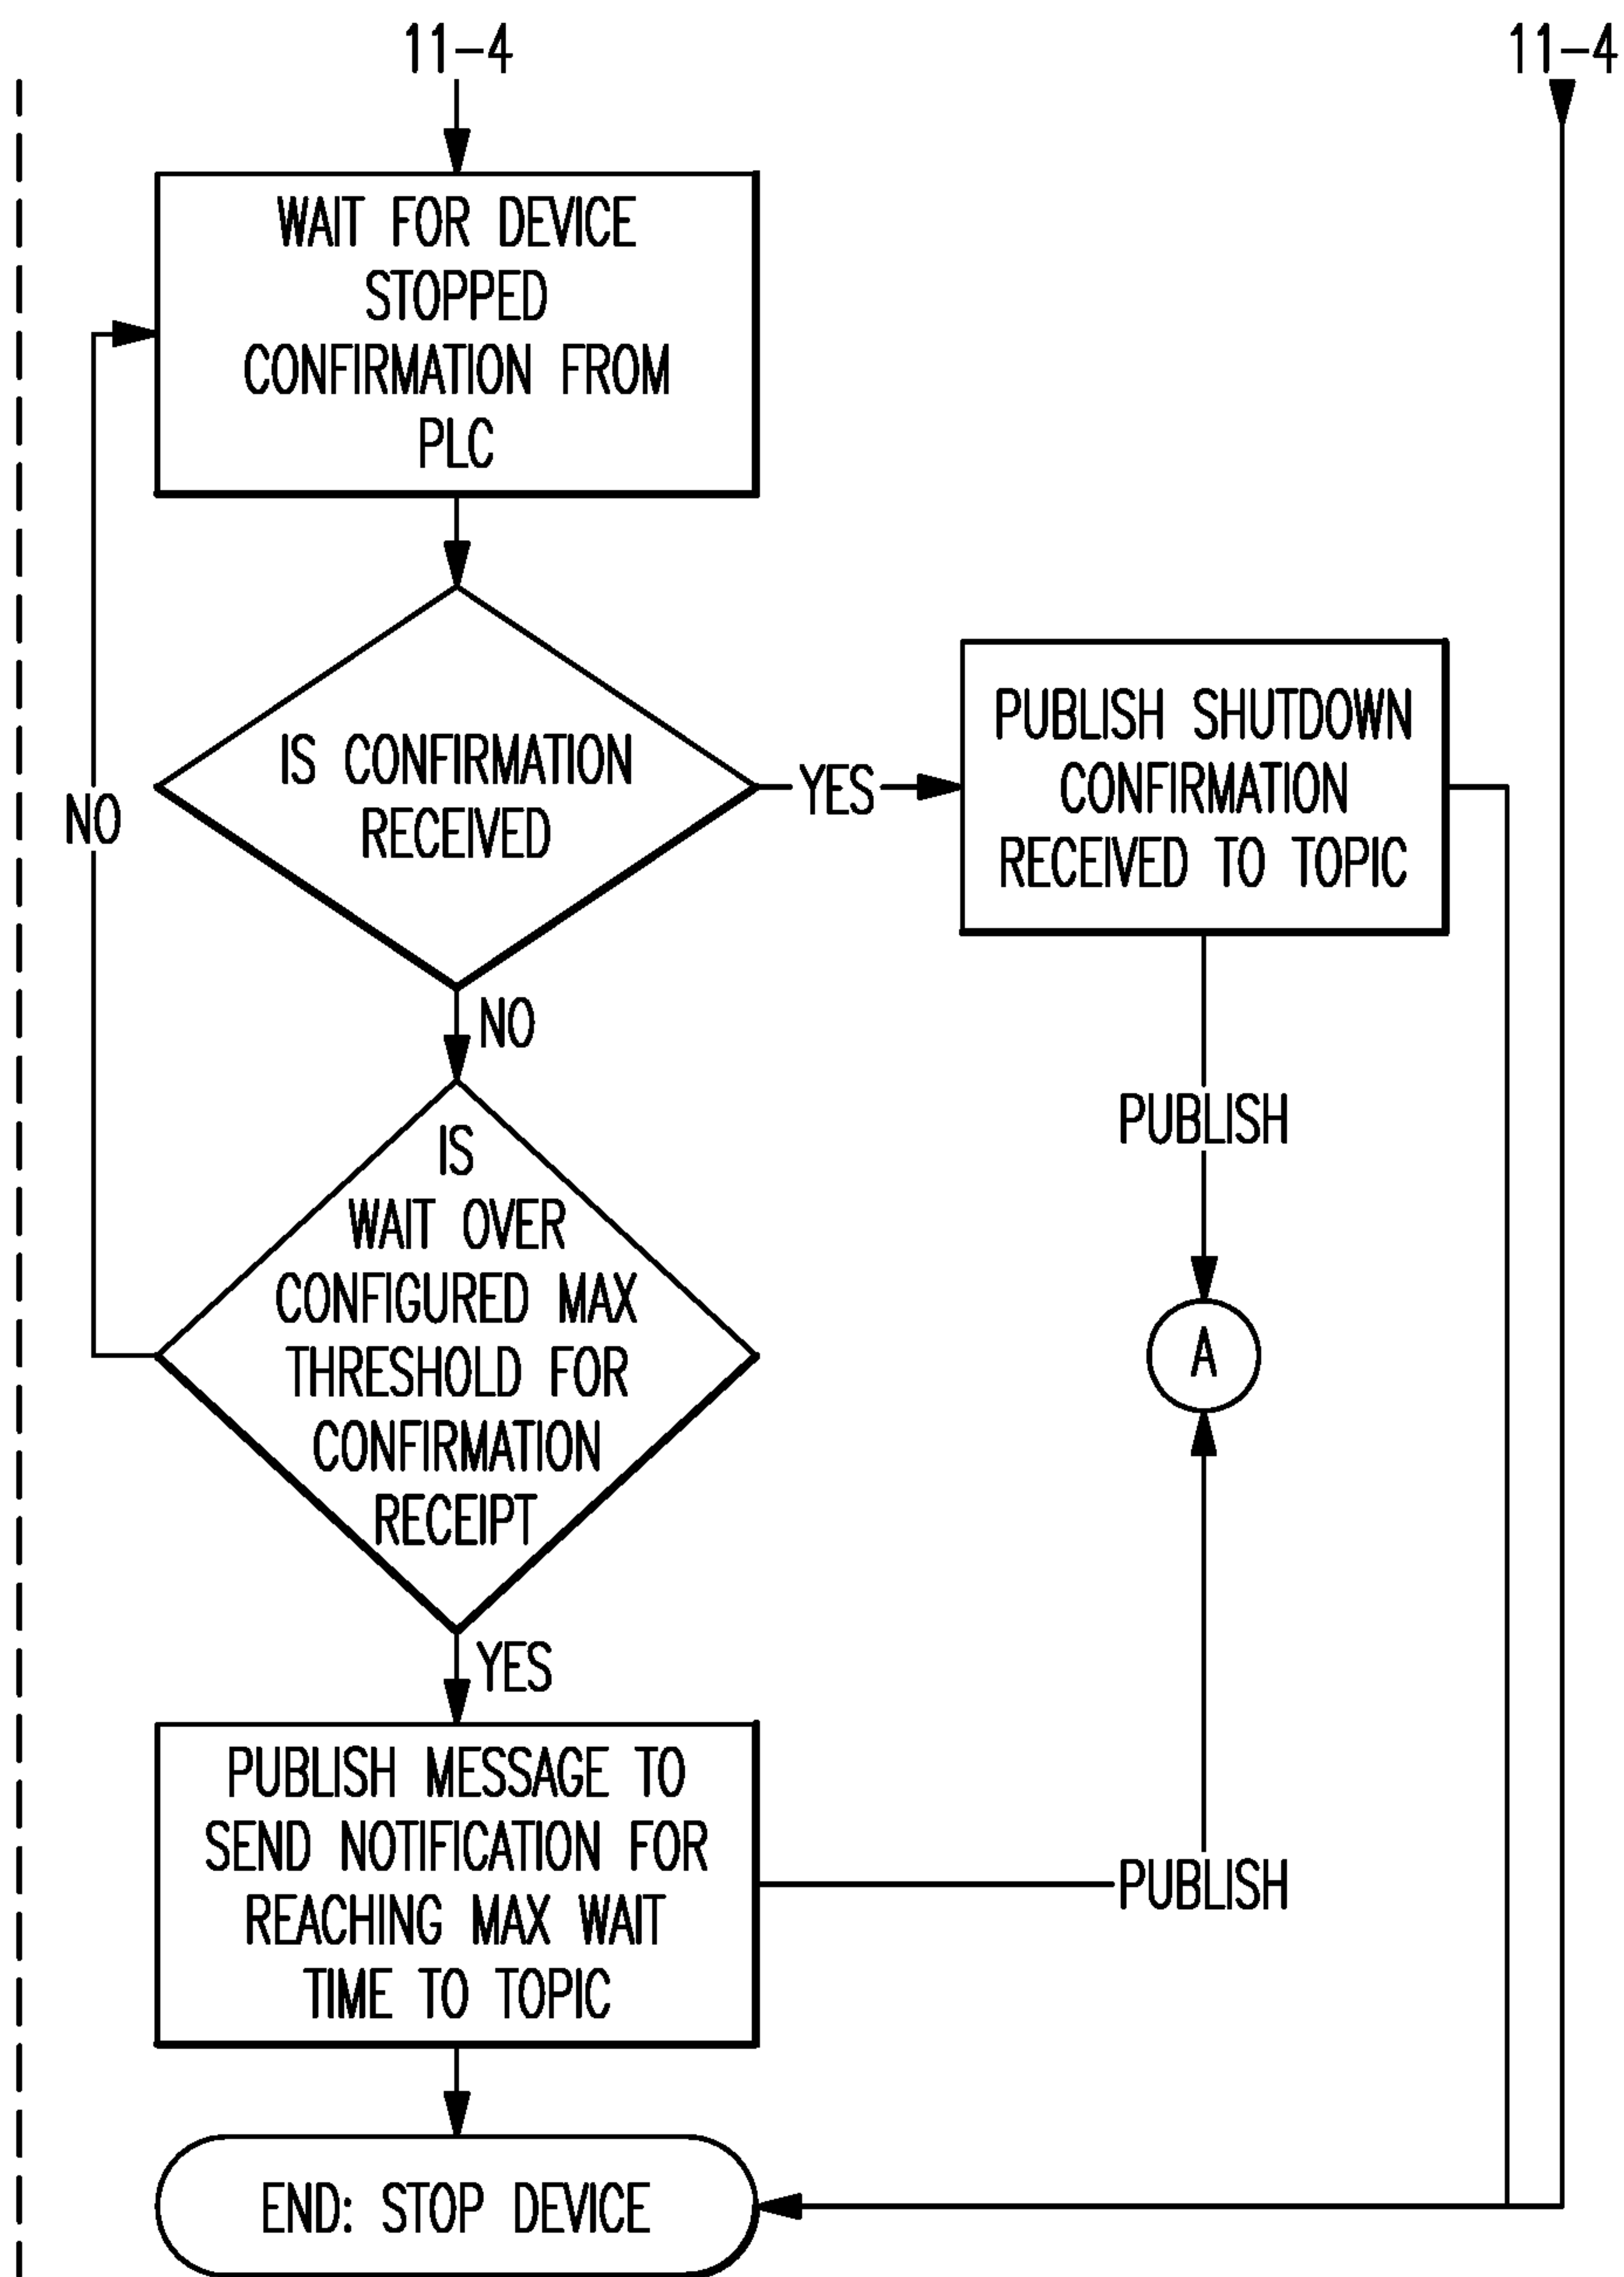 11-4
11-4
WAIT FOR DEVICE
STOPPED
CONFIRMATION FROM
PLC
IS CONFIRMATION
RECEIVED
YES
PUBLISH SHUTDOWN
CONFIRMATION
RECEIVED TO TOPIC
NO
NO
PUBLISH
IS
WAIT OVER
CONFIGURED MAX
THRESHOLD FOR
CONFIRMATION
RECEIPT
A
YES
PUBLISH MESSAGE TO
SEND NOTIFICATION FOR
REACHING MAX WAIT
TIME TO TOPIC
PUBLISH
END: STOP DEVICE